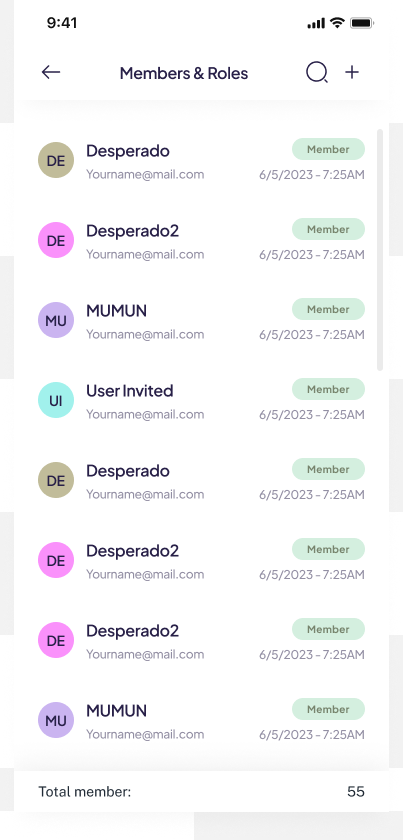 9:41
Members & Roles
DE
Desperado
Yourname@mail.com
Member
6/5/2023 - 7:25AM
DE
Desperado2
Yourname@mail.com
Member
6/5/2023 - 7:25AM
MU
MUMUN
Yourname@mail.com
Member
6/5/2023 - 7:25AM
UI
User Invited
Yourname@mail.com
Member
6/5/2023 - 7:25AM
DE
Desperado
Yourname@mail.com
Member
6/5/2023 - 7:25AM
DE
Desperado2
Yourname@mail.com
Member
6/5/2023 - 7:25AM
DE
Desperado2
Yourname@mail.com
Member
6/5/2023 - 7:25AM
MU
MUMUN
Yourname@mail.com
Member
6/5/2023 - 7:25AM
Total member: 55